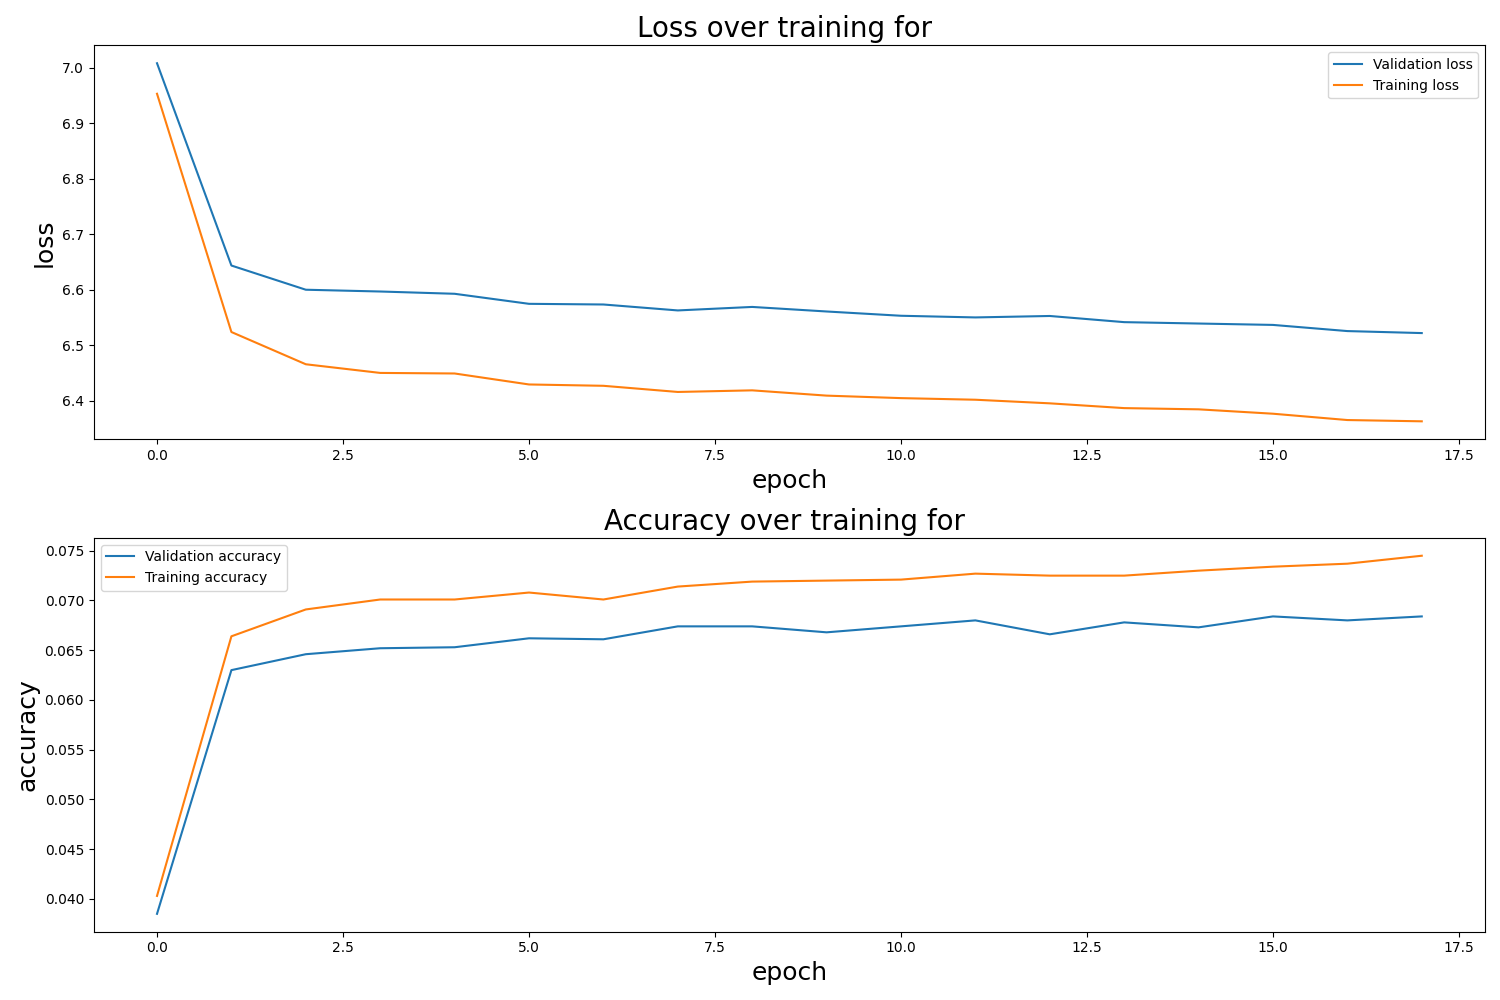 Loss over training for
loss
7.0
6.9
6.8
6.7
6.6
6.5
6.4
Validation loss
Training loss
0.0 2.5 5.0 7.5 10.0 12.5 15.0 17.5
epoch
Accuracy over training for
accuracy
0.075
0.070
0.065
0.060
0.055
0.050
0.045
0.040
Validation accuracy
Training accuracy
0.0 2.5 5.0 7.5 10.0 12.5 15.0 17.5
epoch